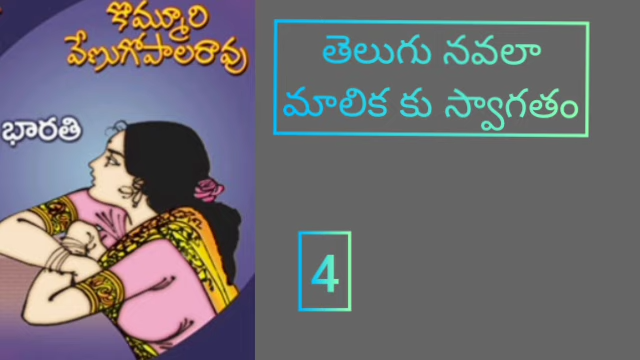 కొమ్మూరి
వేణుగోపాలరావు
భారతి
తెలుగు నవలా
మాలిక కు స్వాగతం
4